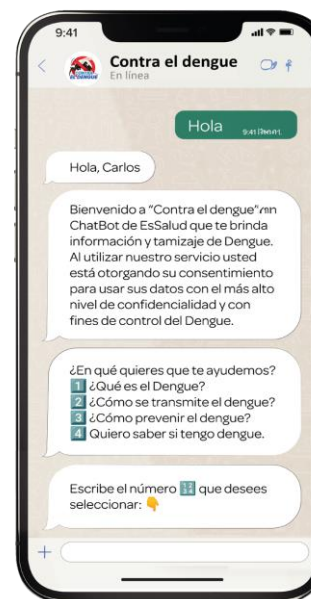 9:41
Contra el dengue
En línea
Hola
9:41
Hola, Carlos
Bienvenido a "Contra el dengue"
ChatBot de EsSalud que te brinda
información y tamizaje de Dengue.
Al utilizar nuestro servicio usted
está otorgando su consentimiento
para usar sus datos con el más alto
nivel de confidencialidad y con
fines de control del Dengue.
¿En qué quieres que te ayudemos?
1 ¿Qué es el Dengue?
2 ¿Cómo se transmite el dengue?
3 ¿Cómo prevenir el dengue?
4 Quiero saber si tengo dengue.
Escribe el número 1234 que desees
seleccionar: 👇